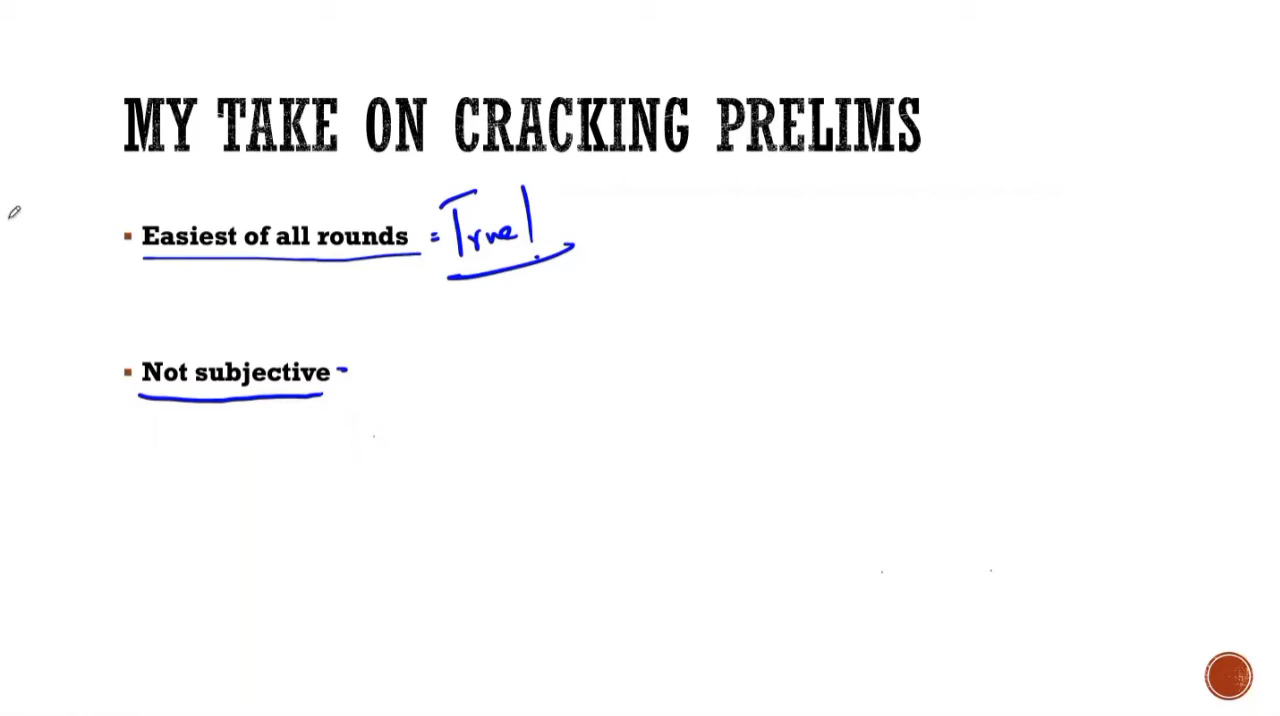 MY TAKE ON CRACKING PRELIMS
▪ Easiest of all rounds = True!
▪ Not subjective -